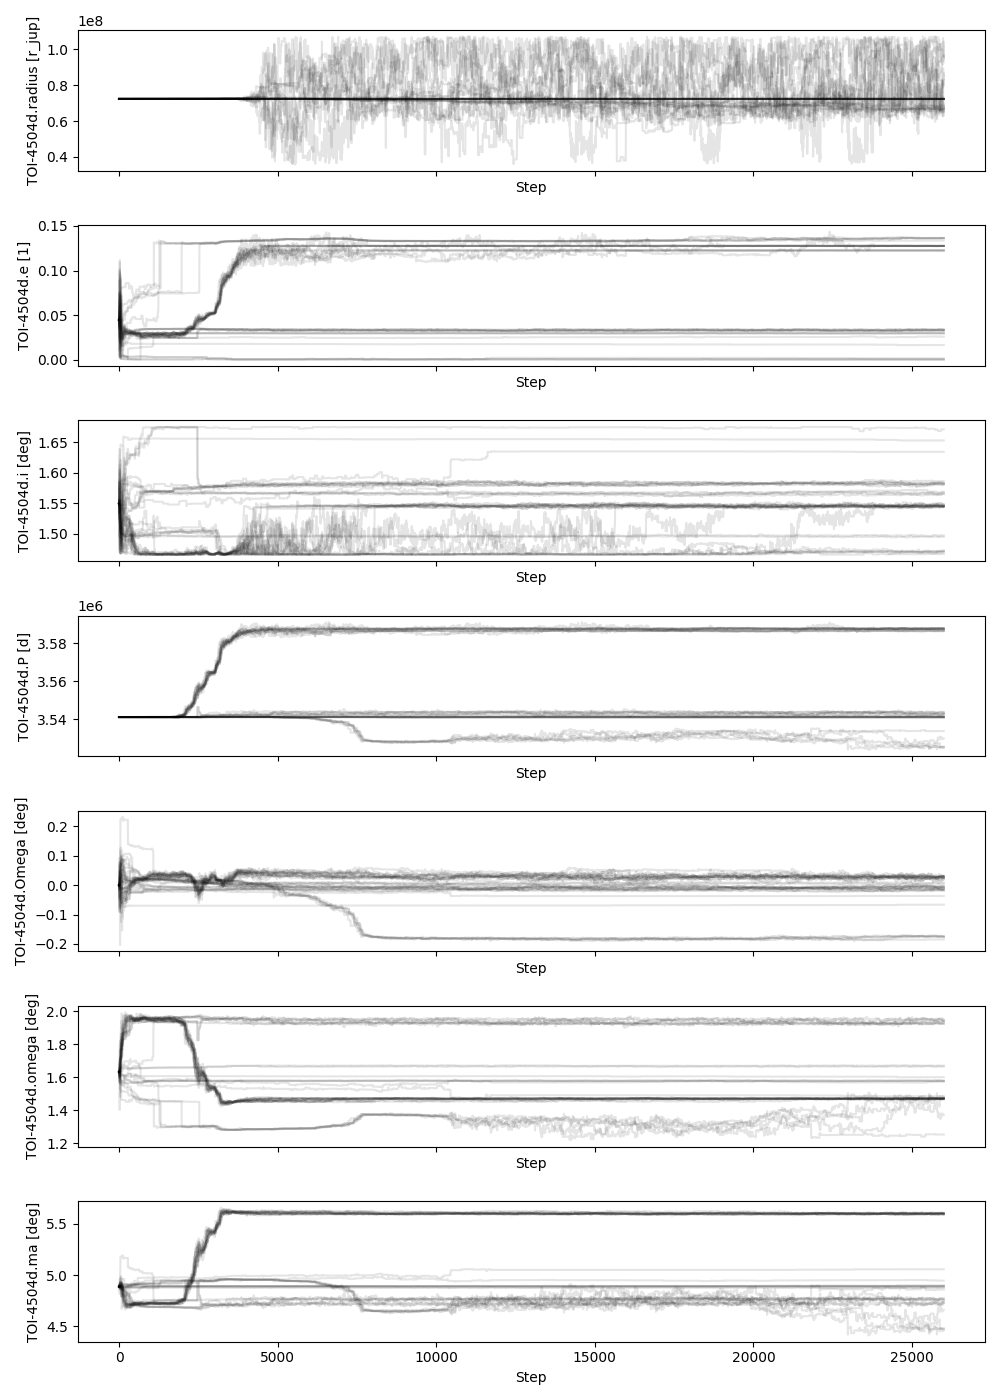 1e8
TOI-4504d.radius [r_jup]
1.0
0.8
0.6
0.4
Step
TOI-4504d.e [1]
0.15
0.10
0.05
0.00
Step
TOI-4504d.i [deg]
1.65
1.60
1.55
1.50
Step
1e6
TOI-4504d.P [d]
3.58
3.56
3.54
Step
TOI-4504d.Omega [deg]
0.2
0.1
0.0
−0.1
−0.2
Step
TOI-4504d.omega [deg]
2.0
1.8
1.6
1.4
1.2
Step
TOI-4504d.ma [deg]
5.5
5.0
4.5
0 5000 10000 15000 20000 25000
Step